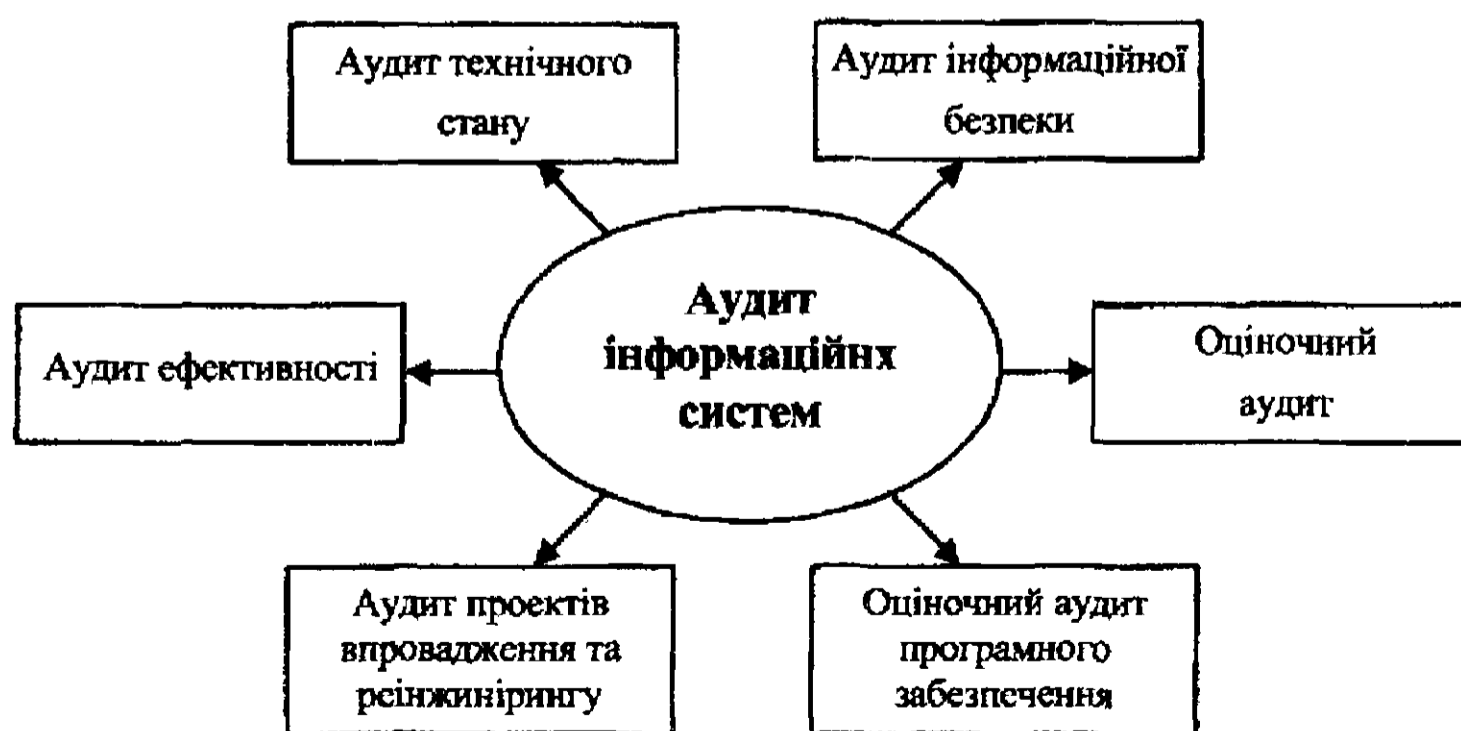 Аудит технічного
стану
Аудит інформаційної
безпеки
Аудит
інформаційнх
систем
Аудит ефективності
Оціночний
аудит
Аудит проектів
впровадження та
реінжинірингу
Оціночний аудит
програмного
забезпечення